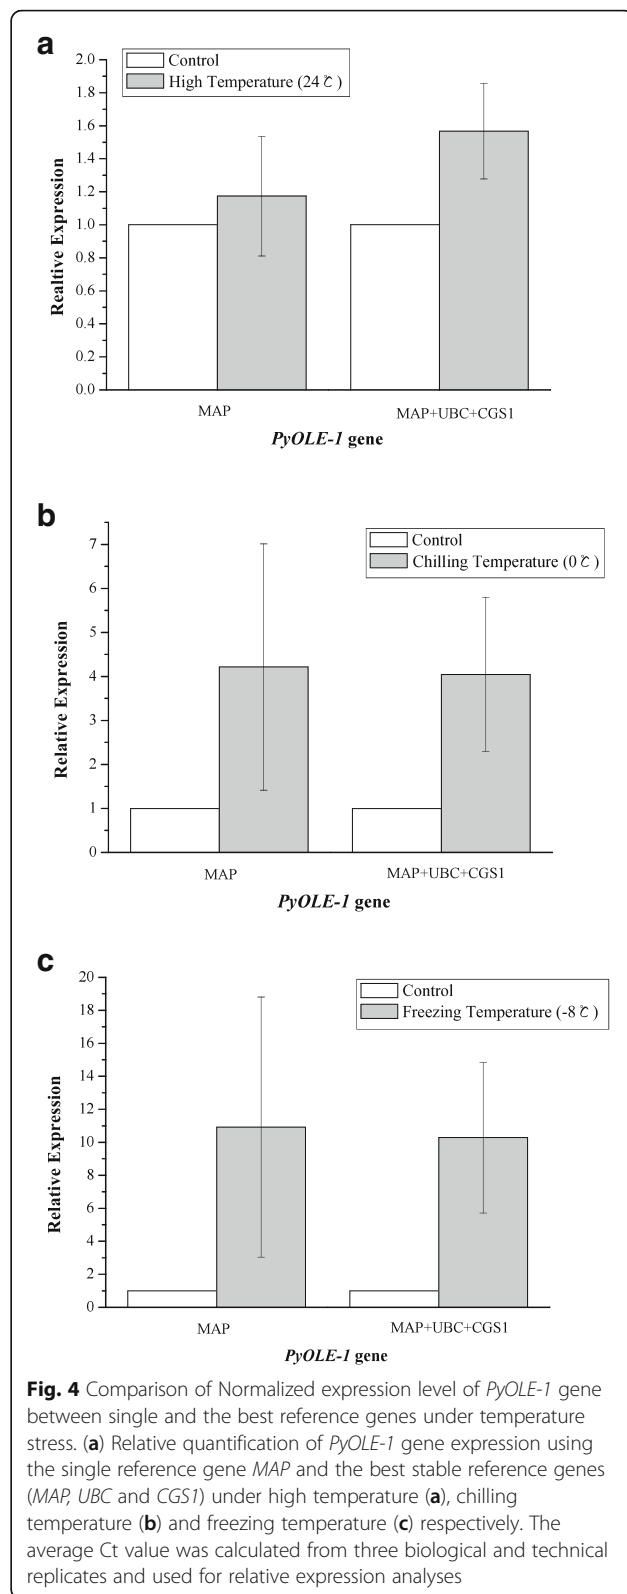 a
Control
High Temperature (24℃)
2.0
1.8
1.6
1.4
1.2
1.0
0.8
0.6
0.4
0.2
0.0
Realtive Expression
MAP
MAP+UBC+CGS1
PyOLE-1 gene
b
Control
Chilling Temperature (0℃)
7
6
5
4
3
2
1
0
Relative Expression
MAP
MAP+UBC+CGS1
PyOLE-1 gene
c
Control
Freezing Temperature (-8℃)
20
18
16
14
12
10
8
6
4
2
0
Relative Expression
MAP
MAP+UBC+CGS1
PyOLE-1 gene
Fig. 4 Comparison of Normalized expression level of PyOLE-1 gene
between single and the best reference genes under temperature
stress. (a) Relative quantification of PyOLE-1 gene expression using
the single reference gene MAP and the best stable reference genes
(MAP, UBC and CGS1) under high temperature (a), chilling
temperature (b) and freezing temperature (c) respectively. The
average Ct value was calculated from three biological and technical
replicates and used for relative expression analyses